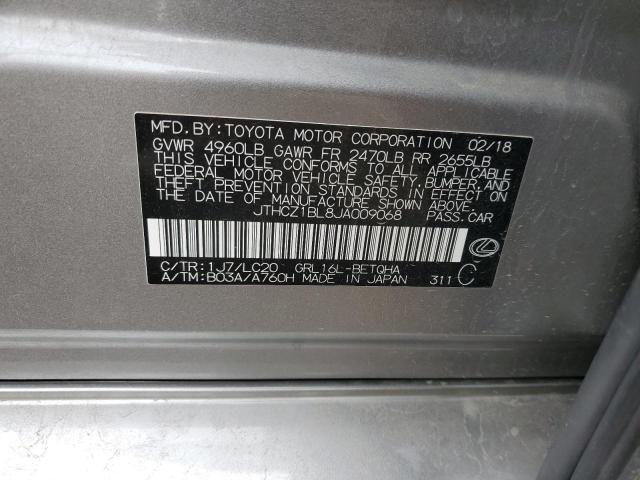 MFD. BY: TOYOTA MOTOR CORPORATION 02/18
GVWR 4960LB GAWR FR 2470LB RR 2655LB
THIS VEHICLE CONFORMS TO ALL APPLICABLE
FEDERAL MOTOR VEHICLE SAFETY, BUMPER, AND
THEFT PREVENTION STANDARDS IN EFFECT ON
THE DATE OF MANUFACTURE SHOWN ABOVE.
JTHCZ1BL8JA009068 PASS. CAR
C/TR: 1J7/LC20 GRL16L-BETQHA
A/TM: B03A/A760H MADE IN JAPAN 311 C